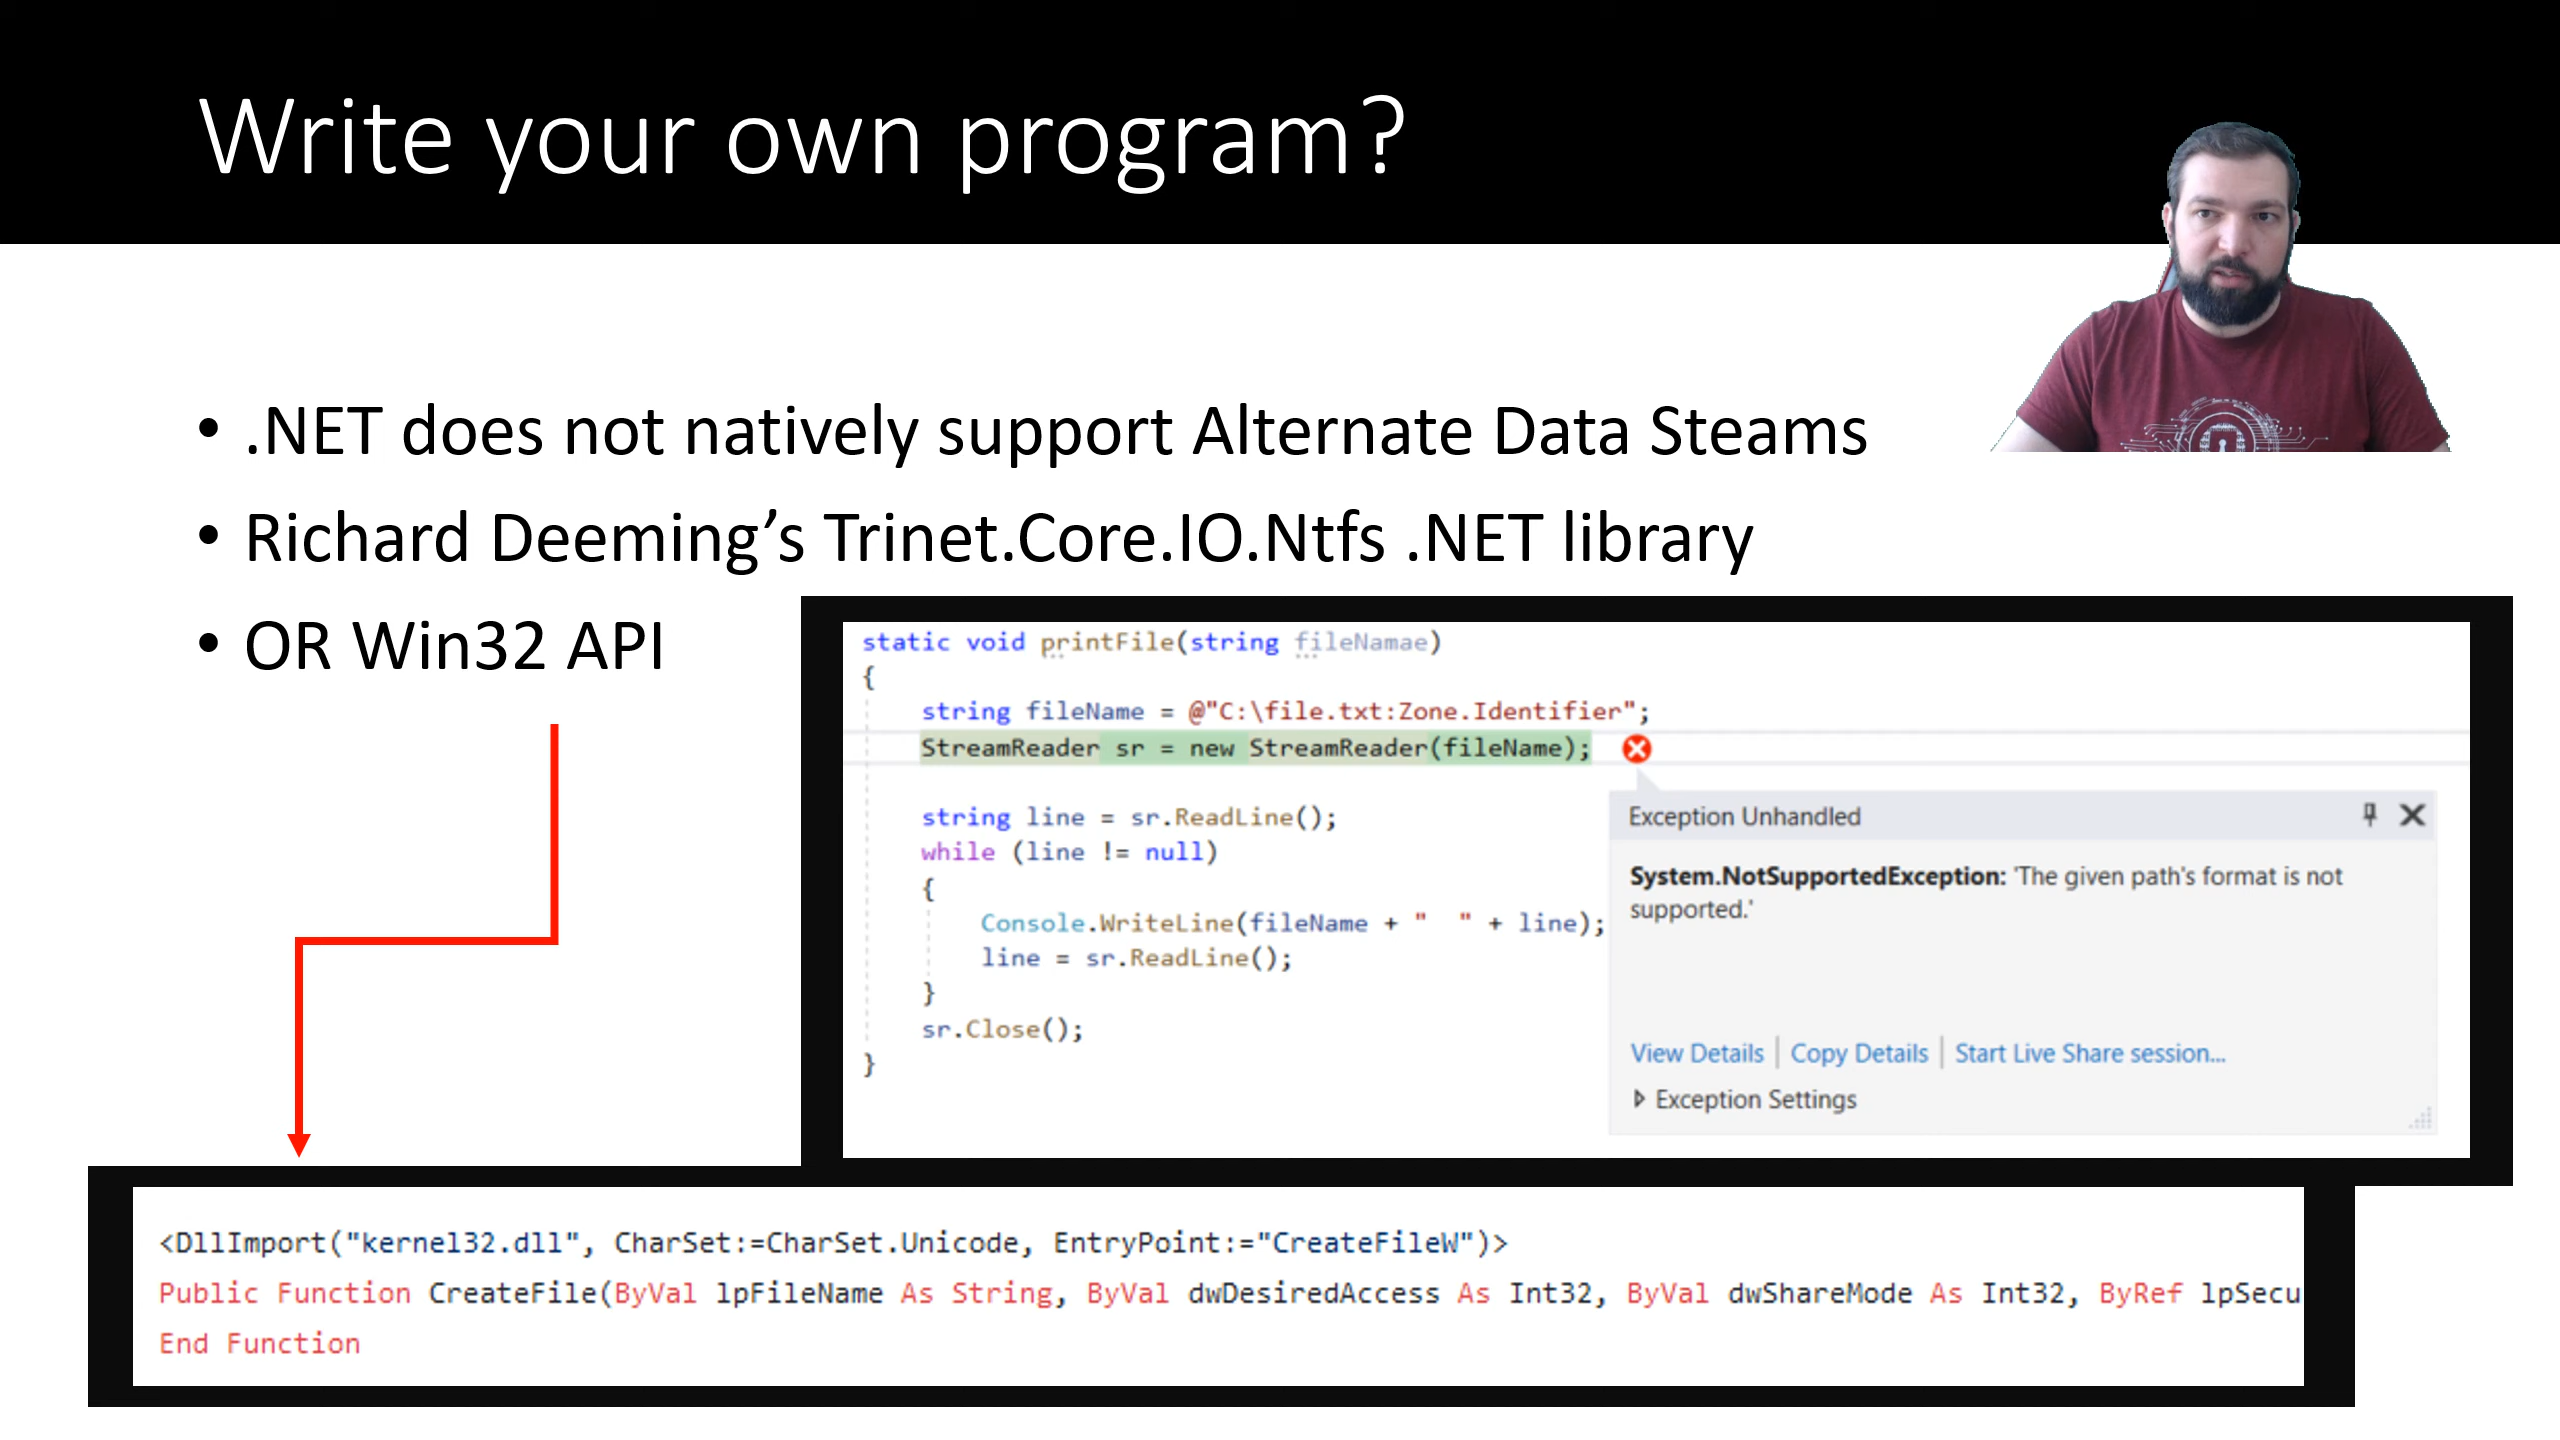 Write your own program?
• .NET does not natively support Alternate Data Steams
• Richard Deeming’s Trinet.Core.IO.Ntfs .NET library
• OR Win32 API
static void printFile(string fileNamae)
{
string fileName = @"C:\file.txt:Zone.Identifier";
StreamReader sr = new StreamReader(fileName);
string line = sr.ReadLine();
while (line != null)
{
Console.WriteLine(fileName + "  " + line);
line = sr.ReadLine();
}
sr.Close();
}
Exception Unhandled
System.NotSupportedException: 'The given path's format is not
supported.'
View Details | Copy Details | Start Live Share session...
Exception Settings
<DllImport("kernel32.dll", CharSet:=CharSet.Unicode, EntryPoint:="CreateFileW")>
Public Function CreateFile(ByVal lpFileName As String, ByVal dwDesiredAccess As Int32, ByVal dwShareMode As Int32, ByRef lpSecu
End Function